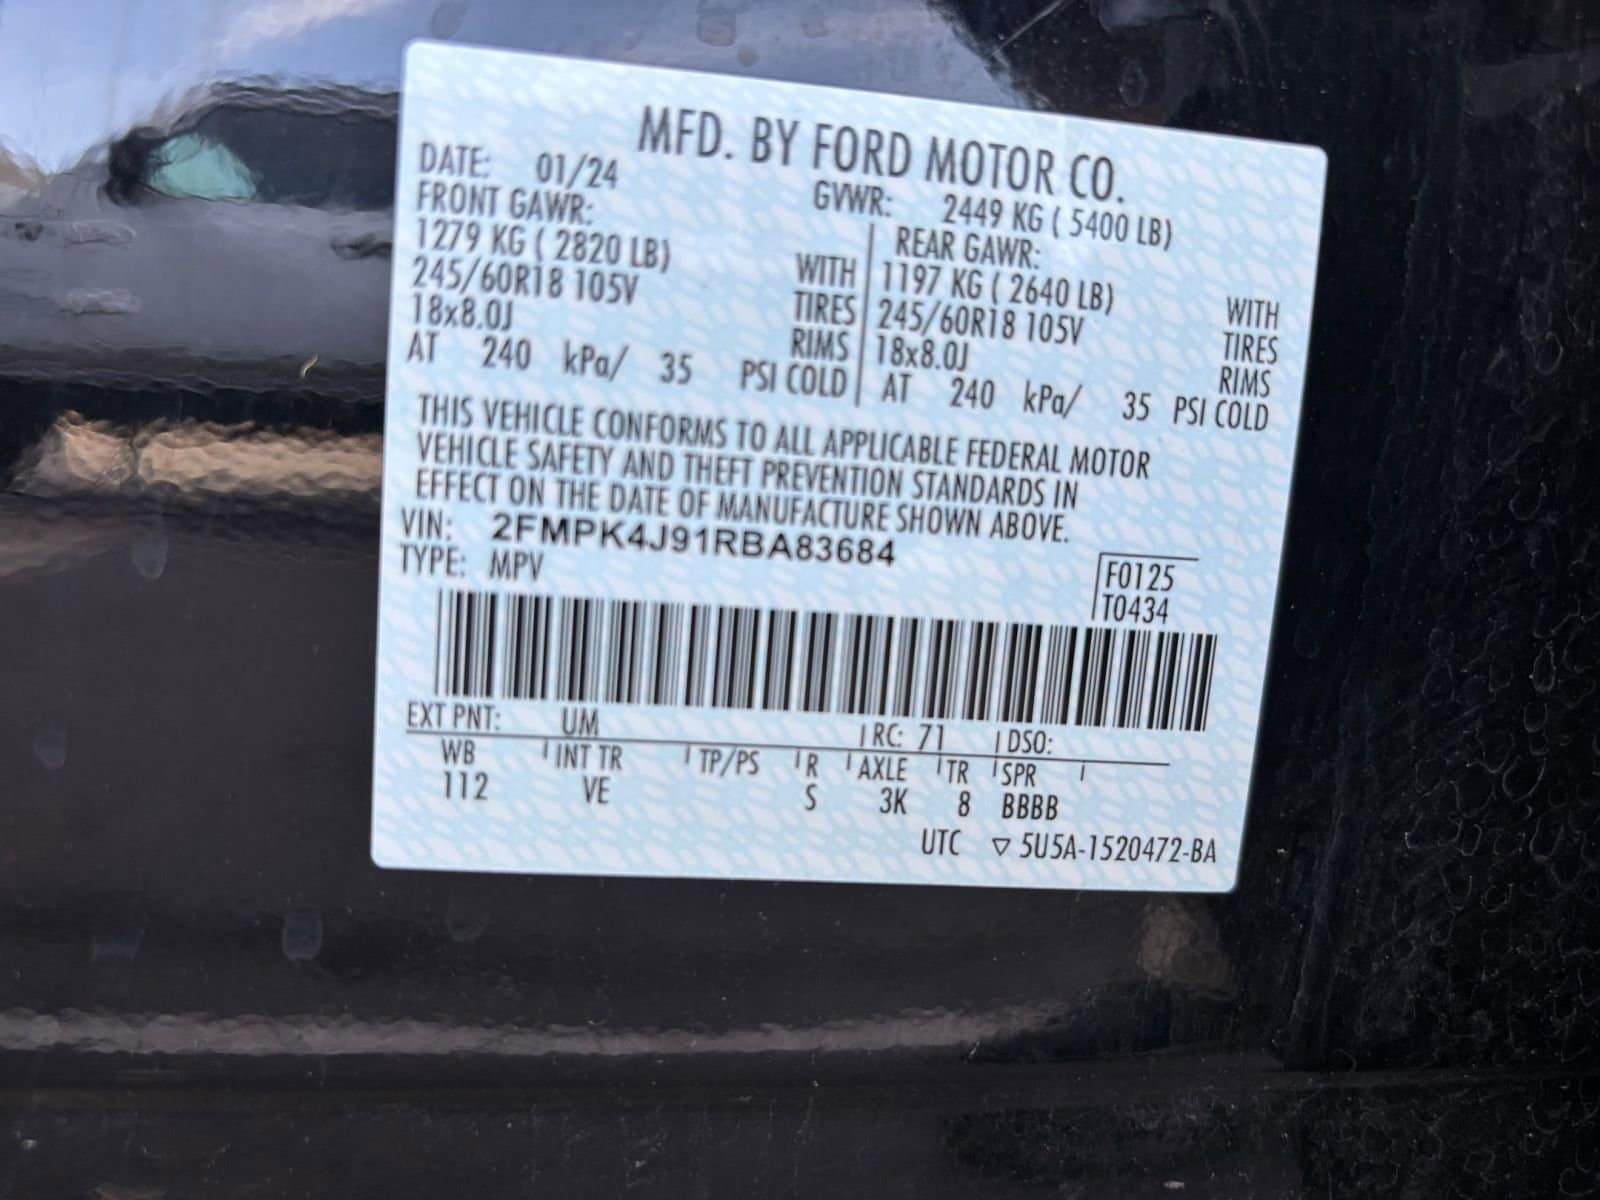 MFD. BY FORD MOTOR CO.
DATE: 01/24 GVWR: 2449 KG ( 5400 LB)
FRONT GAWR: REAR GAWR:
1279 KG ( 2820 LB) WITH 1197 KG ( 2640 LB) WITH
245/60R18 105V TIRES 245/60R18 105V TIRES
18x8.0J RIMS 18x8.0J RIMS
AT 240 kPa/ 35 PSI COLD AT 240 kPa/ 35 PSI COLD
THIS VEHICLE CONFORMS TO ALL APPLICABLE FEDERAL MOTOR
VEHICLE SAFETY AND THEFT PREVENTION STANDARDS IN
EFFECT ON THE DATE OF MANUFACTURE SHOWN ABOVE.
VIN: 2FMPK4J91RBA83684
TYPE: MPV
F0125
T0434
EXT PNT: UM RC: 71 DSO:
WB INT TR TP/PS R AXLE TR SPR
112 VE S 3K 8 BBBB
UTC ▽ 5U5A-1520472-BA